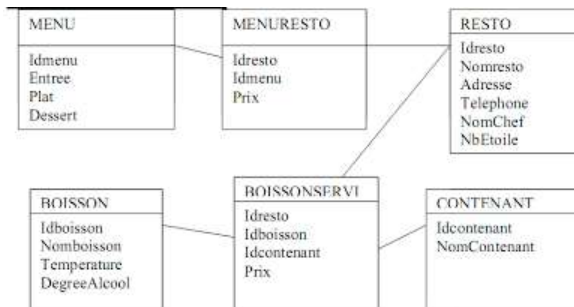 MENU
Idmenu
Entree
Plat
Dessert
MENURESTO
Idresto
Idmenu
Prix
RESTO
Idresto
Nomresto
Adresse
Telephone
NomChef
NbEtoile
BOISSON
Idboisson
Nomboisson
Temperature
DegreeAlcool
BOISSONSERVI
Idresto
Idboisson
Idcontenant
Prix
CONTENANT
Idcontenant
NomContenant